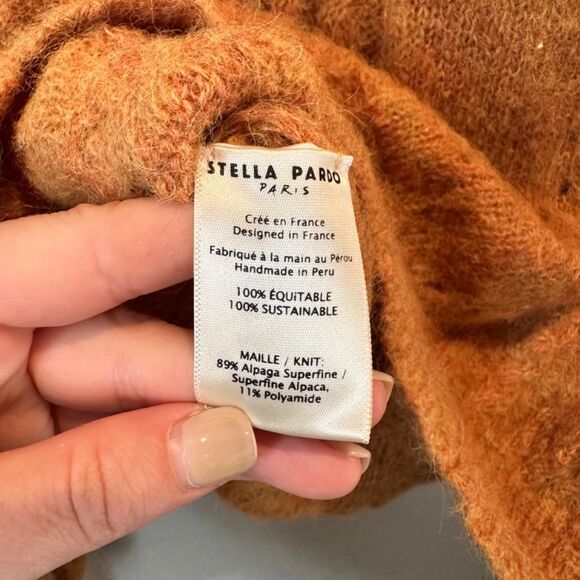 STELLA PARDO
PARIS
Créé en France
Designed in France
Fabriqué à la main au Pérou
Handmade in Peru
100% ÉQUITABLE
100% SUSTAINABLE
MAILLE / KNIT:
89% Alpaga Superfine /
Superfine Alpaca,
11% Polyamide